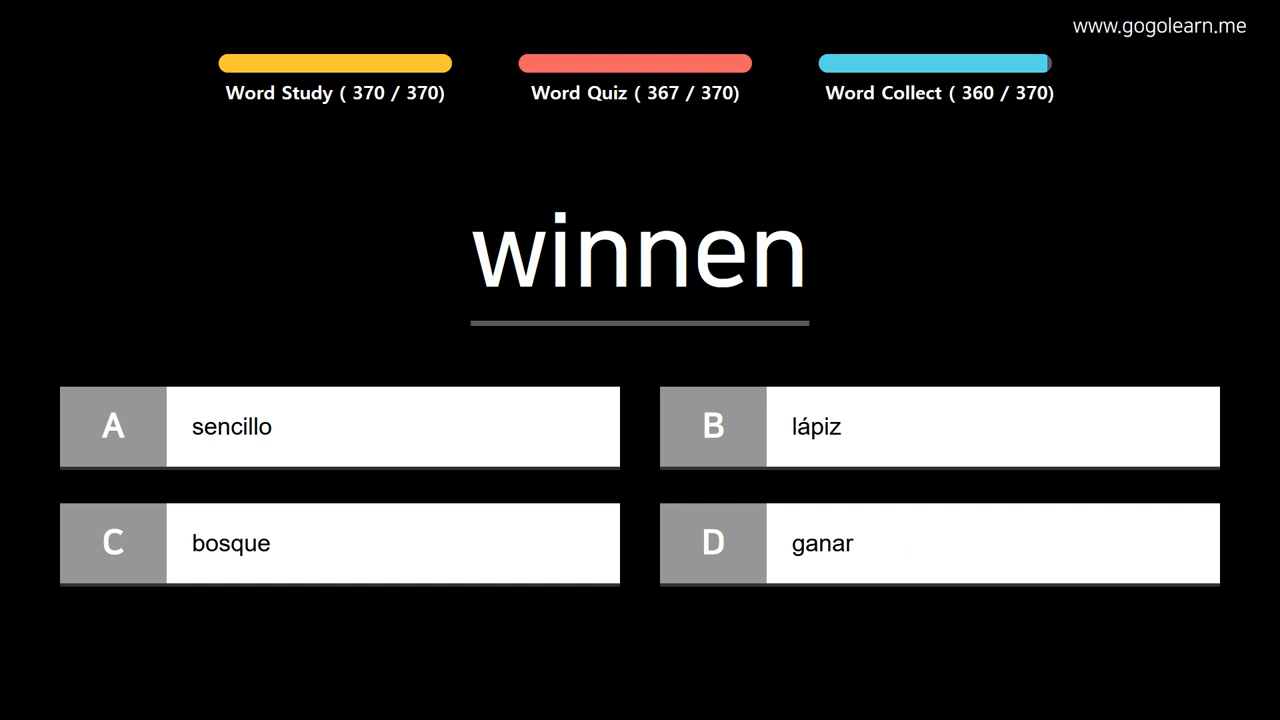 www.gogolearn.me
Word Study ( 370 / 370)
Word Quiz ( 367 / 370)
Word Collect ( 360 / 370)
winnen
A sencillo
B lápiz
C bosque
D ganar